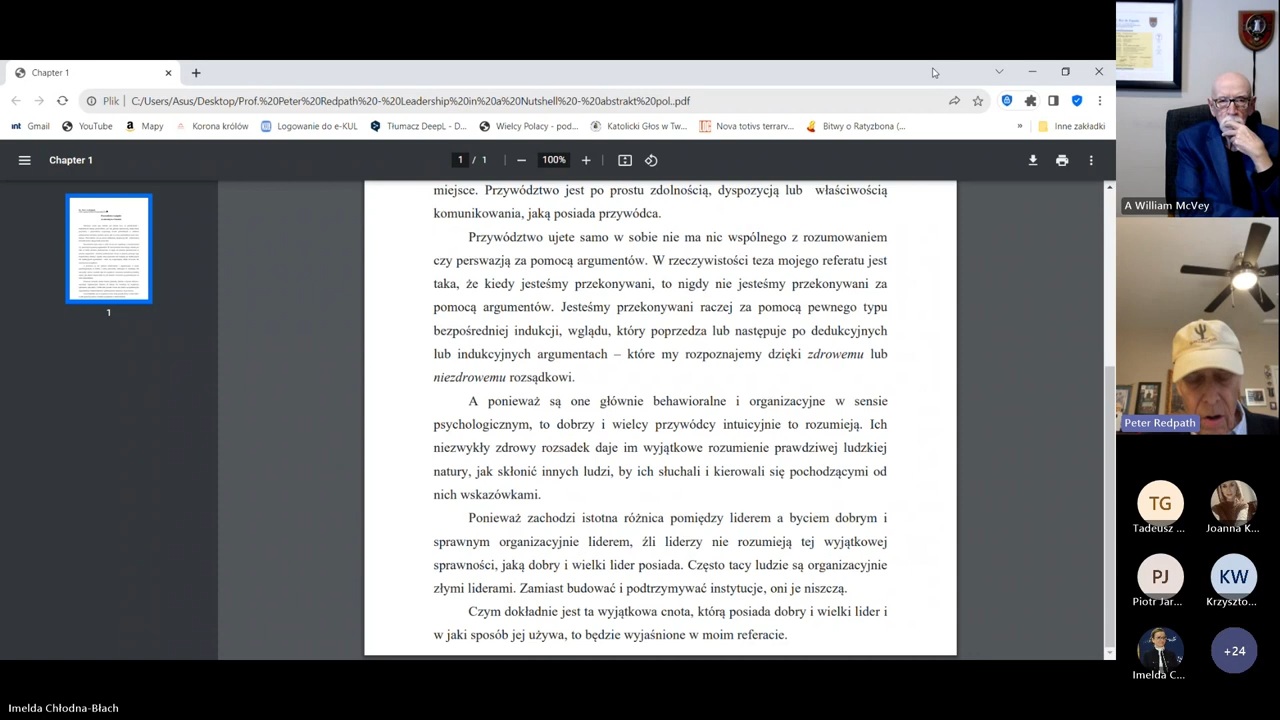 Chapter 1
Plik
C:/Users/Asus/Desktop/Prof.%20Peter%20Redpath%20-%20Leadership%20in%20a%20Nutshell%20-%20abstrakt%20pol..pdf
Gmail
YouTube
Mapy
Korona królów
Logowanie do e-KUL
Tłumacz DeepL - D...
Wielcy Polacy - pod...
Katolicki Głos w Tw...
Nova totivs terrarv...
Bitwy o Ratyzbona (...
»
Inne zakładki
Chapter 1
1 / 1
100%
1
miejsce. Przywództwo jest po prostu zdolnością, dyspozycją lub właściwością
komunikowania, jaką posiada przywódca.
Przywództwo nie samo w sobie nie ma nic wspólnego z rozumowaniem
czy perswazją za pomocą argumentów. W rzeczywistości teza mojego referatu jest
taka, że kiedy jesteśmy przekonywani, to nigdy nie jesteśmy przekonywani za
pomocą argumentów. Jesteśmy przekonywani raczej za pomocą pewnego typu
bezpośredniej indukcji, wglądu, który poprzedza lub następuje po dedukcyjnych
lub indukcyjnych argumentach – które my rozpoznajemy dzięki zdrowemu lub
niezdrowemu rozsądkowi.
A ponieważ są one głównie behawioralne i organizacyjne w sensie
psychologicznym, to dobrzy i wielcy przywódcy intuicyjnie to rozumieją. Ich
niezwykły zdrowy rozsadek daje im wyjątkowe rozumienie prawdziwej ludzkiej
natury, jak skłonić innych ludzi, by ich słuchali i kierowali się pochodzącymi od
nich wskazówkami.
Ponieważ zachodzi istotna różnica pomiędzy liderem a byciem dobrym i
sprawnym organizacyjnie liderem, źli liderzy nie rozumieją tej wyjątkowej
sprawności, jaką dobry i wielki lider posiada. Często tacy ludzie są organizacyjnie
złymi liderami. Zamiast budować i podtrzymywać instytucje, oni je niszczą.
Czym dokładnie jest ta wyjątkowa cnota, którą posiada dobry i wielki lider i
w jaki sposób jej używa, to będzie wyjaśnione w moim referacie.
A William McVey
Peter Redpath
TG
Tadeusz ...
Joanna K...
PJ
Piotr Jar...
KW
Krzyszto...
Imelda C...
+24
Imelda Chłodna-Błach